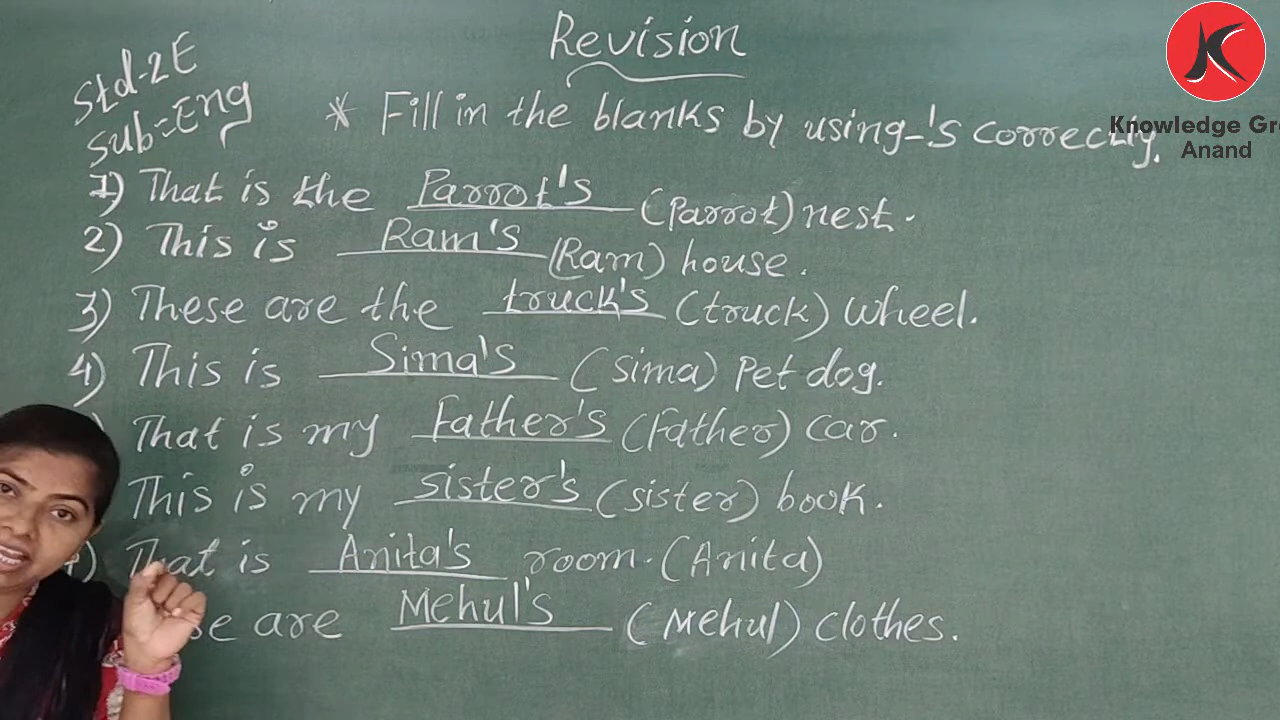 Revision
Std-2E
Sub:-Eng
* Fill in the blanks by using-'s correctly.
Knowledge Gro
Anand
1) That is the Parrot's (Parrot) nest.
2) This is Ram's (Ram) house.
3) These are the truck's (truck) wheel.
4) This is Sima's (sima) Pet dog.
) That is my Father's (Father) car.
This is my sister's (sister) book.
) That is Anita's room. (Anita)
se are Mehul's (Mehul) clothes.